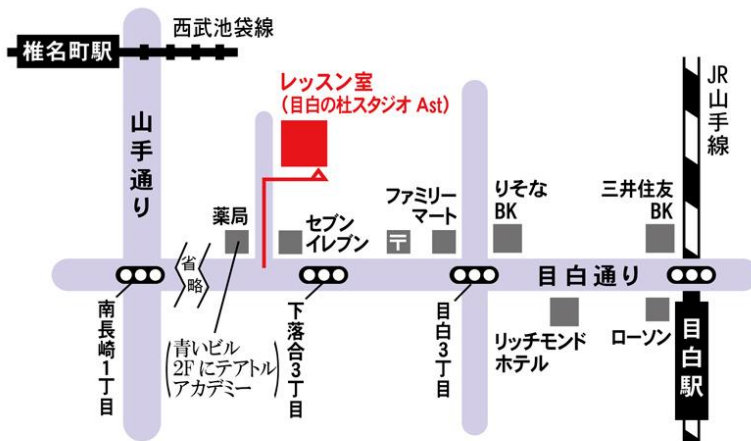 西武池袋線
椎名町駅
レッスン室
(目白の杜スタジオ Ast)
JR山手線
山手通り
薬局
セブン
イレブン
〒
ファミリー
マート
りそな
BK
三井住友
BK
省略
目白通り
南長崎1丁目
(青いビル
2Fにテアトル
アカデミー)
下落合3丁目
目白3丁目
リッチモンド
ホテル
ローソン
目白駅